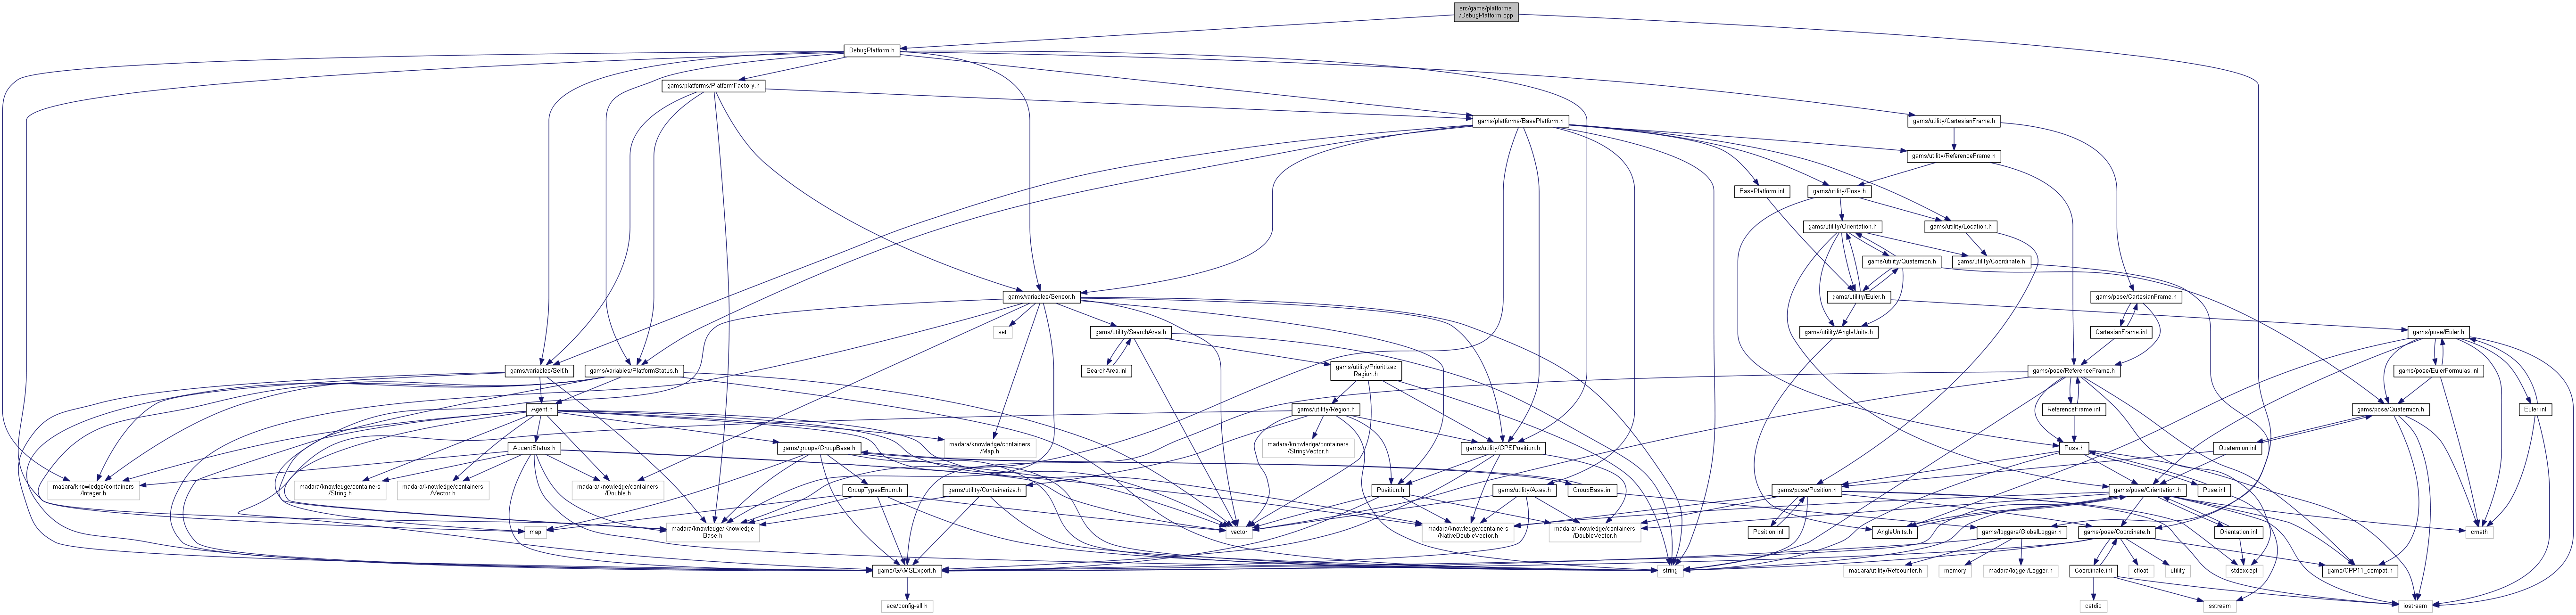 src/gams/platforms
/DebugPlatform.cpp
DebugPlatform.h
gams/platforms/PlatformFactory.h
gams/platforms/BasePlatform.h
gams/utility/CartesianFrame.h
gams/utility/ReferenceFrame.h
BasePlatform.inl
gams/utility/Pose.h
gams/utility/Orientation.h
gams/utility/Location.h
gams/utility/Quaternion.h
gams/utility/Coordinate.h
gams/variables/Sensor.h
gams/utility/Euler.h
gams/pose/CartesianFrame.h
set
gams/utility/SearchArea.h
gams/utility/AngleUnits.h
CartesianFrame.inl
gams/pose/Euler.h
gams/variables/Self.h
gams/variables/PlatformStatus.h
SearchArea.inl
gams/utility/Prioritized
Region.h
gams/pose/ReferenceFrame.h
gams/pose/EulerFormulas.inl
Agent.h
gams/utility/Region.h
ReferenceFrame.inl
gams/pose/Quaternion.h
Euler.inl
AccentStatus.h
gams/groups/GroupBase.h
madara/knowledge/containers
/Map.h
madara/knowledge/containers
/StringVector.h
gams/utility/GPSPosition.h
Pose.h
Quaternion.inl
madara/knowledge/containers
/Integer.h
madara/knowledge/containers
/String.h
madara/knowledge/containers
/Vector.h
madara/knowledge/containers
/Double.h
GroupTypesEnum.h
gams/utility/Containerize.h
Position.h
gams/utility/Axes.h
GroupBase.inl
gams/pose/Position.h
gams/pose/Orientation.h
Pose.inl
map
madara/knowledge/Knowledge
Base.h
vector
madara/knowledge/containers
/NativeDoubleVector.h
madara/knowledge/containers
/DoubleVector.h
Position.inl
AngleUnits.h
gams/loggers/GlobalLogger.h
gams/pose/Coordinate.h
Orientation.inl
cmath
gams/GAMSExport.h
string
madara/utility/Refcounter.h
memory
madara/logger/Logger.h
Coordinate.inl
cfloat
utility
stdexcept
gams/CPP11_compat.h
ace/config-all.h
cstdio
sstream
iostream